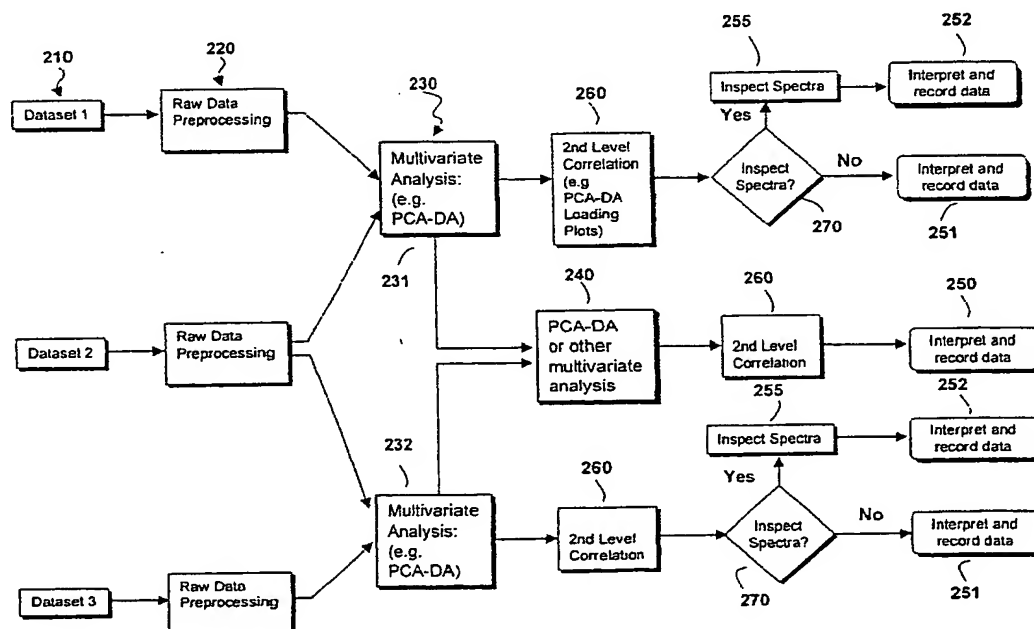 210
Dataset 1
220
Raw Data
Preprocessing
230
Multivariate
Analysis:
(e.g.
PCA-DA)
231
260
2nd Level
Correlation
(e.g
PCA-DA
Loading
Plots)
255
Inspect Spectra
Yes
252
Interpret and
record data
Inspect
Spectra?
270
No
Interpret and
record data
251
Dataset 2
Raw Data
Preprocessing
240
PCA-DA
or other
multivariate
analysis
260
2nd Level
Correlation
250
Interpret and
record data
Dataset 3
Raw Data
Preprocessing
232
Multivariate
Analysis:
(e.g.
PCA-DA)
260
2nd Level
Correlation
255
Inspect Spectra
Yes
252
Interpret and
record data
Inspect
Spectra?
270
No
Interpret and
record data
251